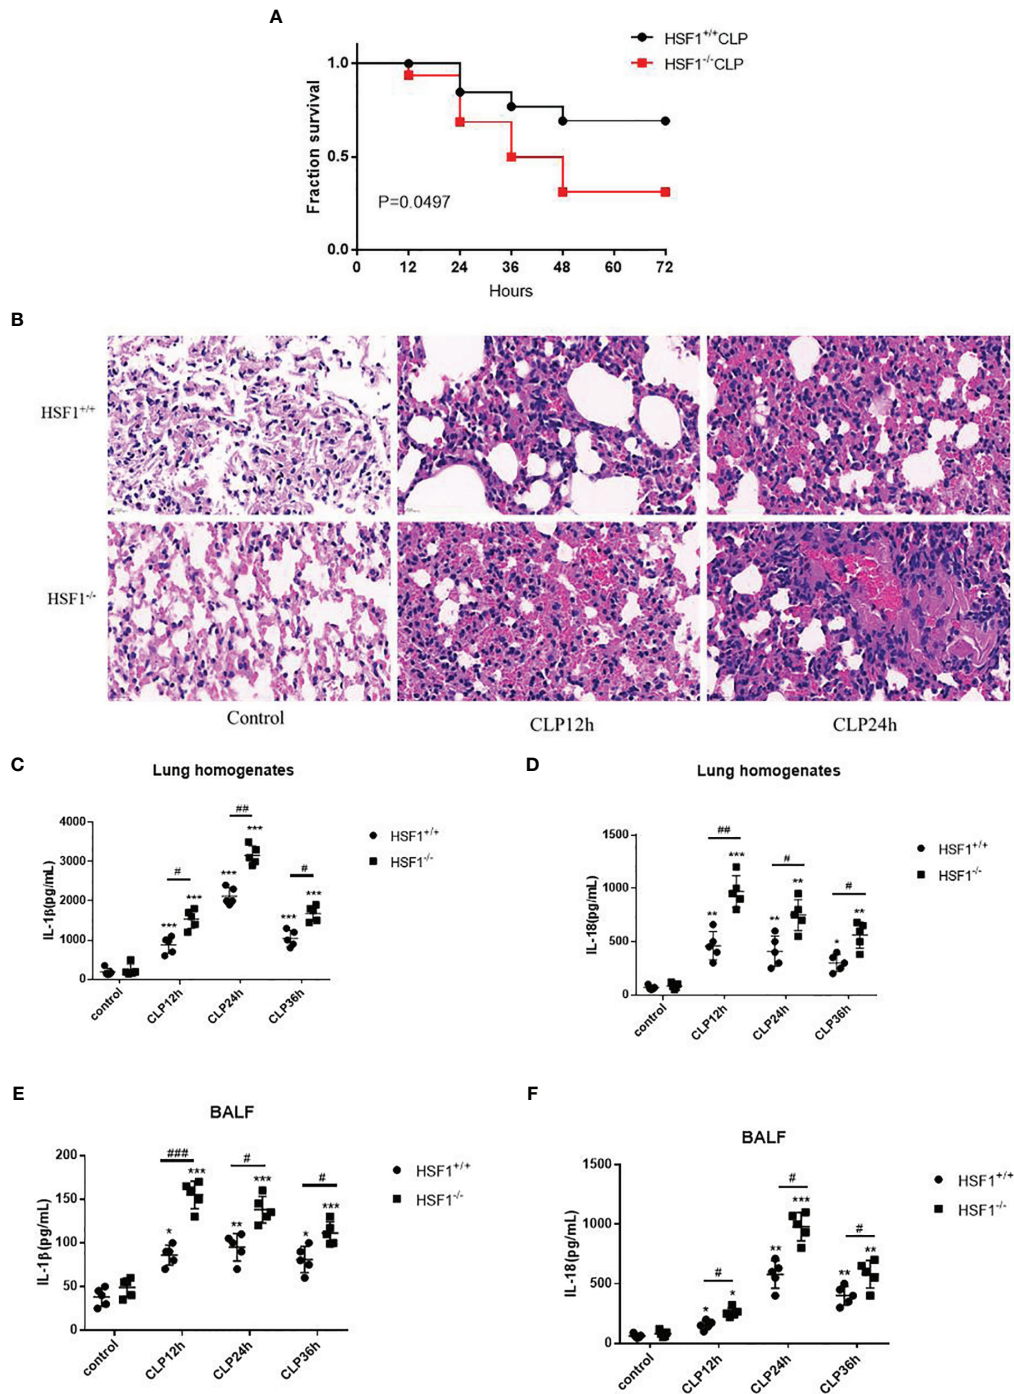 A
HSF1+/+CLP
HSF1-/-CLP
1.0
0.5
0.0
Fraction survival
P=0.0497
0 12 24 36 48 60 72
Hours
B
HSF1+/+
HSF1-/-
Control
CLP12h
CLP24h
C
Lung homogenates
##
***
# *** # ***
*** *** ***
4000
3000
2000
1000
0
IL-1β(pg/mL)
HSF1+/+
HSF1-/-
control CLP12h CLP24h CLP36h
D
Lung homogenates
## # #
*** ** **
** ** *
1500
1000
500
0
IL-18(pg/mL)
HSF1+/+
HSF1-/-
control CLP12h CLP24h CLP36h
E
BALF
### # #
*** *** ***
* ** *
200
150
100
50
0
IL-1β(pg/mL)
HSF1+/+
HSF1-/-
control CLP12h CLP24h CLP36h
F
BALF
# # #
* *** **
* ** **
1500
1000
500
0
IL-18(pg/mL)
HSF1+/+
HSF1-/-
control CLP12h CLP24h CLP36h